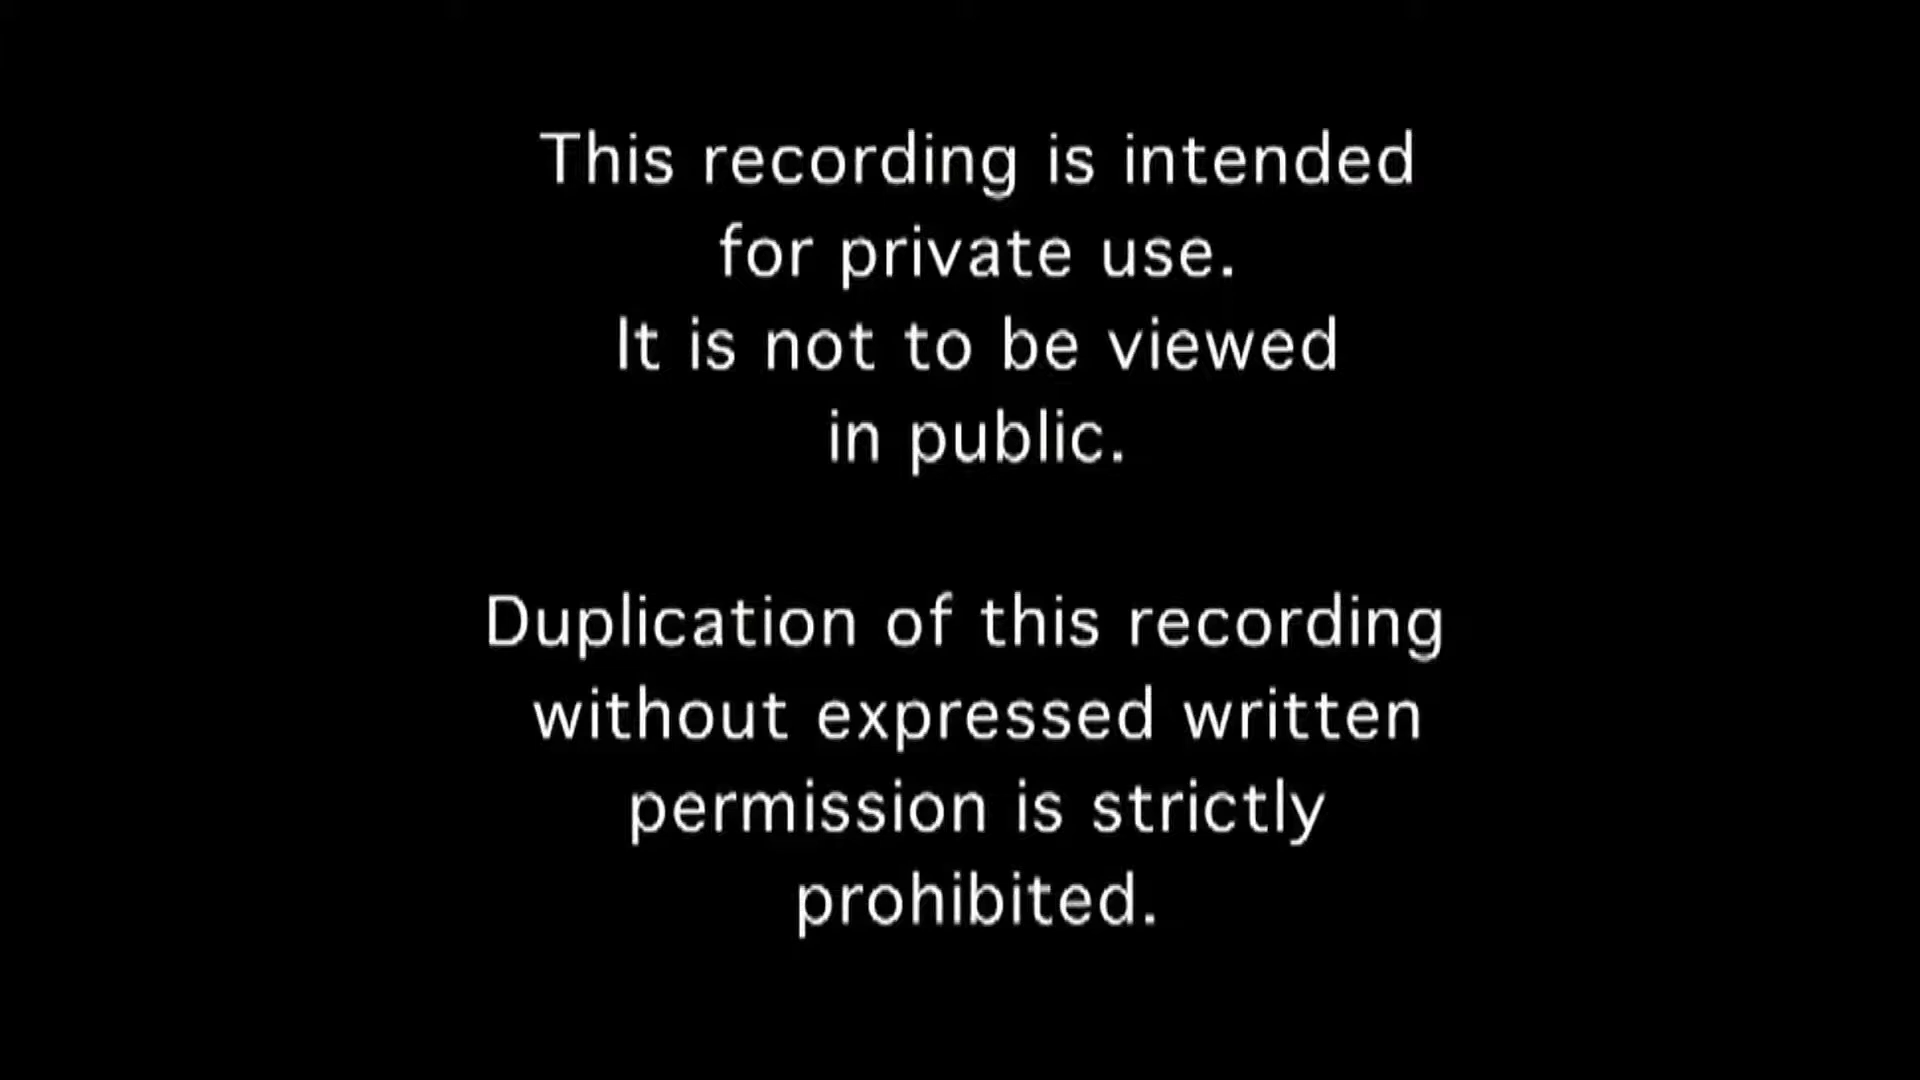 This recording is intended
for private use.
It is not to be viewed
in public.
Duplication of this recording
without expressed written
permission is strictly
prohibited.